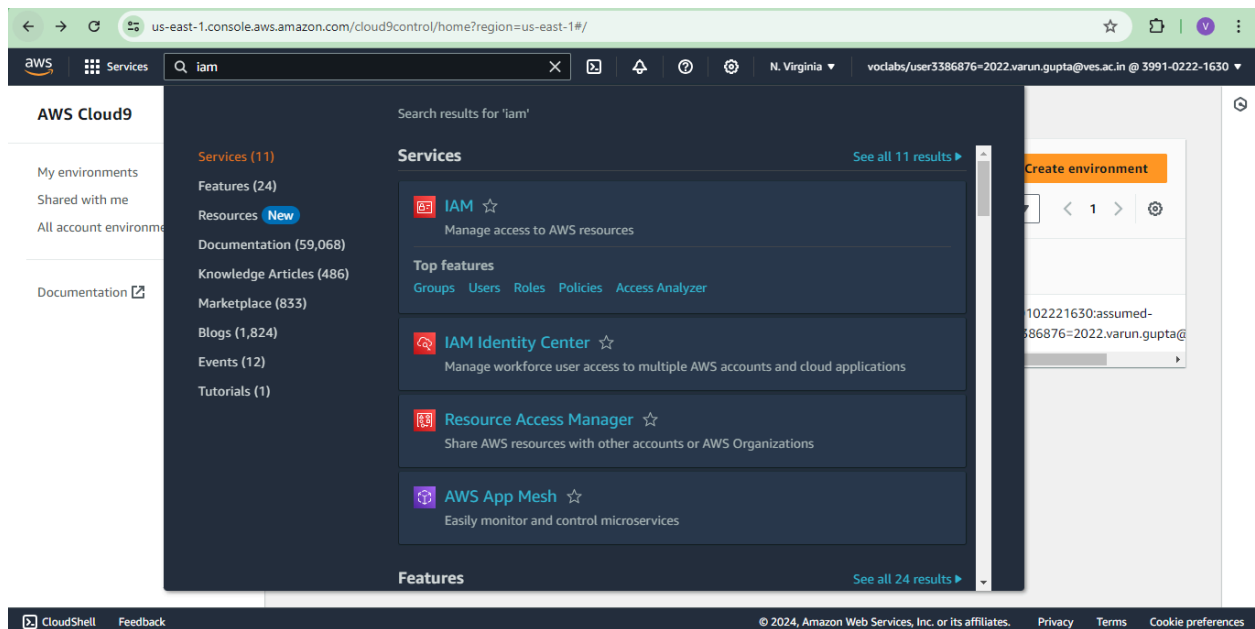 us-east-1.console.aws.amazon.com/cloud9control/home?region=us-east-1#/
V
aws Services iam N. Virginia ▼ voclabs/user3386876=2022.varun.gupta@ves.ac.in @ 3991-0222-1630 ▼
AWS Cloud9
My environments
Shared with me
All account environme
Documentation
Search results for 'iam'
Services (11)
Features (24)
Resources New
Documentation (59,068)
Knowledge Articles (486)
Marketplace (833)
Blogs (1,824)
Events (12)
Tutorials (1)
Services See all 11 results
IAM
Manage access to AWS resources
Top features
Groups Users Roles Policies Access Analyzer
IAM Identity Center
Manage workforce user access to multiple AWS accounts and cloud applications
Resource Access Manager
Share AWS resources with other accounts or AWS Organizations
AWS App Mesh
Easily monitor and control microservices
Features See all 24 results
Create environment
1
102221630:assumed-
386876=2022.varun.gupta@
CloudShell Feedback © 2024, Amazon Web Services, Inc. or its affiliates. Privacy Terms Cookie preferences